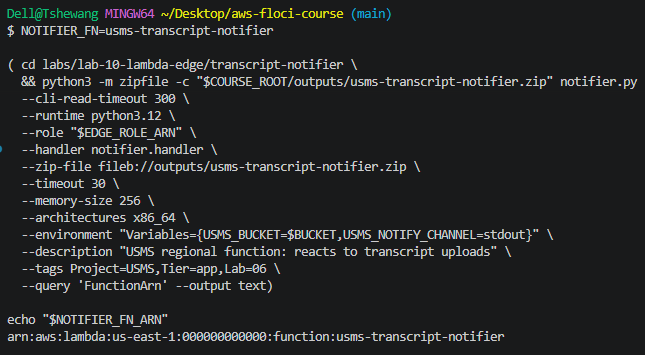 Dell@Tshewang MINGW64 ~/Desktop/aws-floci-course (main)
$ NOTIFIER_FN=usms-transcript-notifier

( cd labs/lab-10-lambda-edge/transcript-notifier \
  && python3 -m zipfile -c "$COURSE_ROOT/outputs/usms-transcript-notifier.zip" notifier.py
  --cli-read-timeout 300 \
  --runtime python3.12 \
  --role "$EDGE_ROLE_ARN" \
  --handler notifier.handler \
  --zip-file fileb://outputs/usms-transcript-notifier.zip \
  --timeout 30 \
  --memory-size 256 \
  --architectures x86_64 \
  --environment "Variables={USMS_BUCKET=$BUCKET,USMS_NOTIFY_CHANNEL=stdout}" \
  --description "USMS regional function: reacts to transcript uploads" \
  --tags Project=USMS,Tier=app,Lab=06 \
  --query 'FunctionArn' --output text)

echo "$NOTIFIER_FN_ARN"
arn:aws:lambda:us-east-1:000000000000:function:usms-transcript-notifier